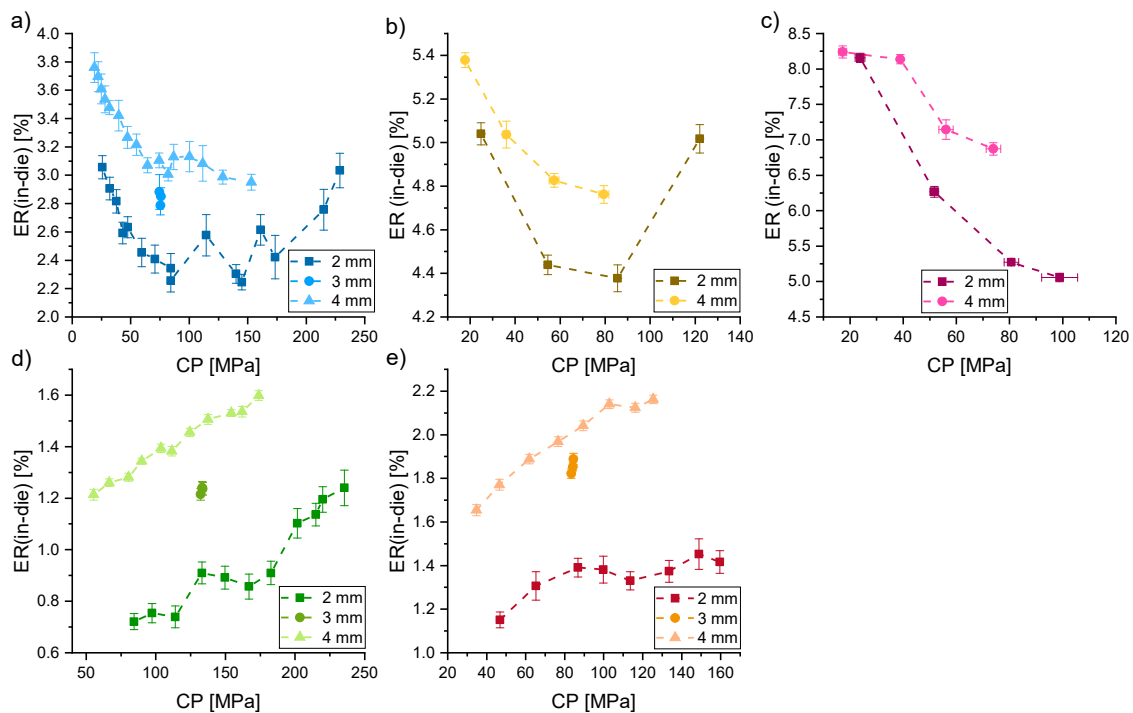 a)
ER(in-die) [%]
4.0
3.8
3.6
3.4
3.2
3.0
2.8
2.6
2.4
2.2
2.0
0 50 100 150 200 250
CP [MPa]
2 mm
3 mm
4 mm
b)
ER(in-die) [%]
5.4
5.2
5.0
4.8
4.6
4.4
4.2
0 20 40 60 80 100 120 140
CP [MPa]
2 mm
4 mm
c)
ER(in-die) [%]
8.5
8.0
7.5
7.0
6.5
6.0
5.5
5.0
4.5
20 40 60 80 100 120
CP [MPa]
2 mm
4 mm
d)
ER(in-die) [%]
1.6
1.4
1.2
1.0
0.8
0.6
50 100 150 200 250
CP [MPa]
2 mm
3 mm
4 mm
e)
ER(in-die) [%]
2.2
2.0
1.8
1.6
1.4
1.2
1.0
20 40 60 80 100 120 140 160
CP [MPa]
2 mm
3 mm
4 mm